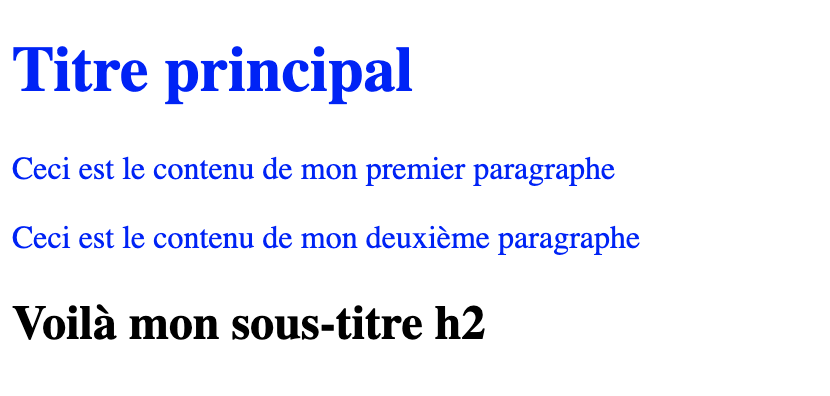 Titre principal
Ceci est le contenu de mon premier paragraphe
Ceci est le contenu de mon deuxième paragraphe
Voilà mon sous-titre h2